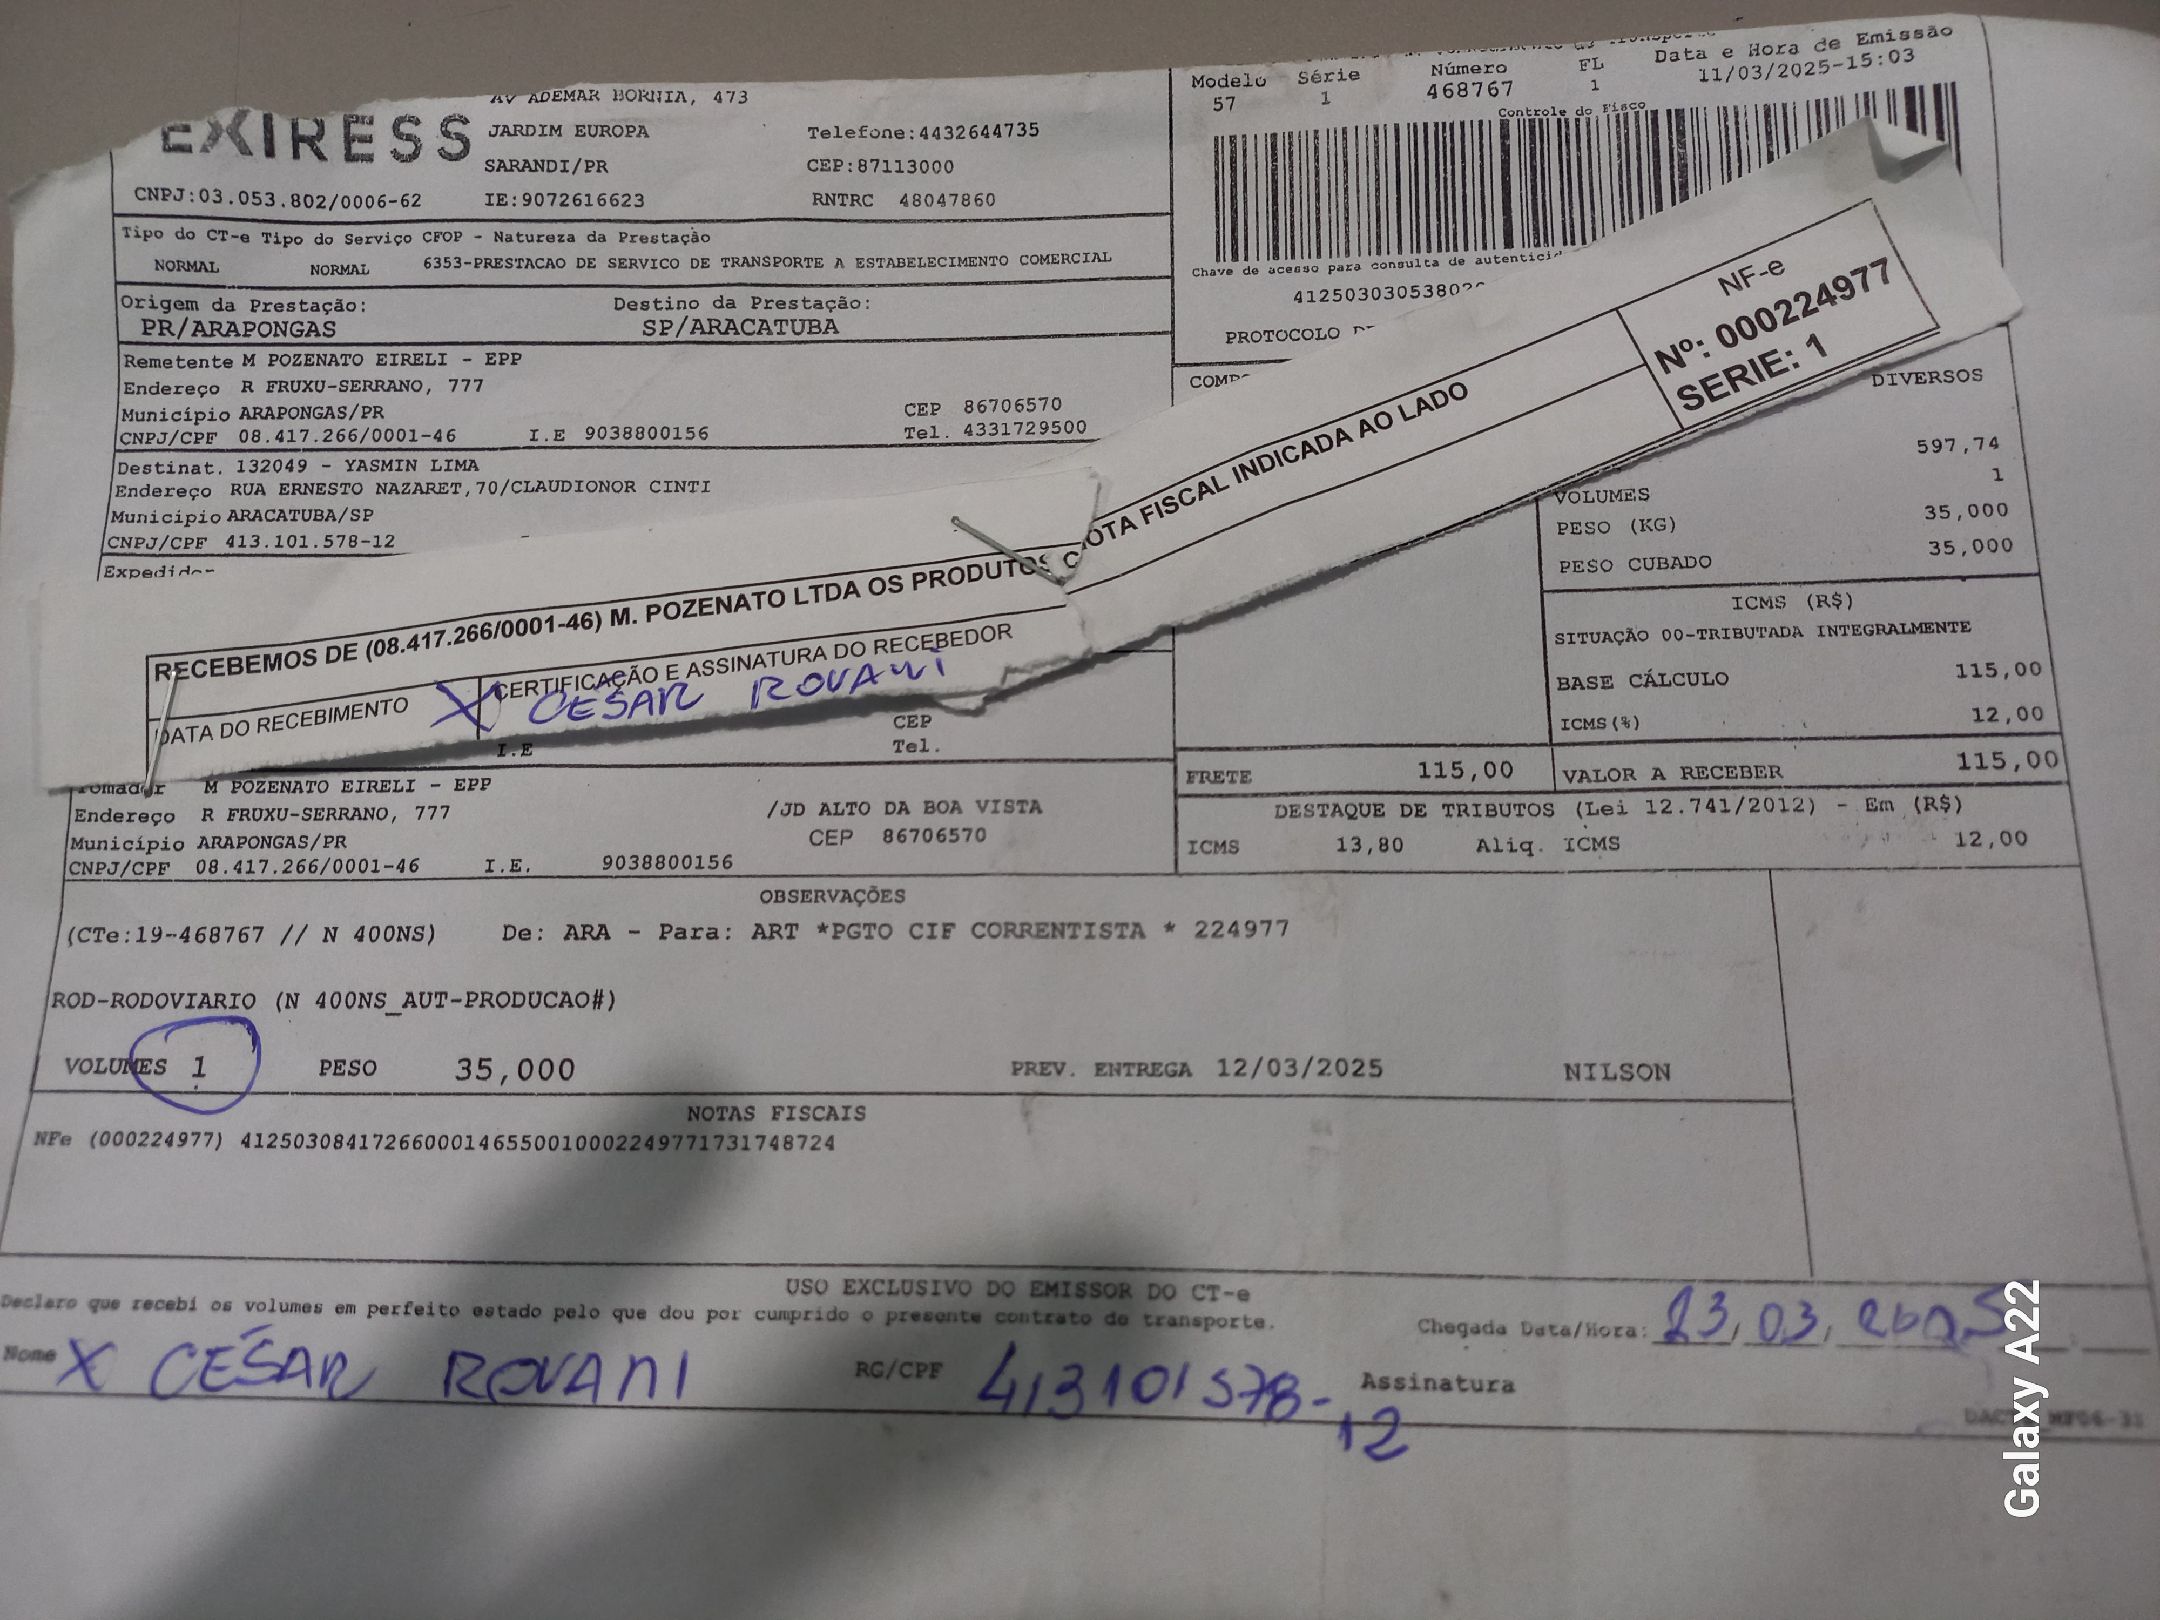 AV ADEMAR BORNIA, 473
EXPRESS
JARDIM EUROPA Telefone:4432644735
SARANDI/PR CEP:87113000
CNPJ:03.053.802/0006-62 IE:9072616623 RNTRC 48047860
Modelo Série Número FL Data e Hora de Emissão
57 1 468767 1 11/03/2025-15:03
Controle do Fisco
Chave de acesso para consulta de
412503030538020
PROTOCOLO
Tipo do CT-e Tipo do Serviço CFOP - Natureza da Prestação
NORMAL NORMAL 6353-PRESTACAO DE SERVICO DE TRANSPORTE A ESTABELECIMENTO COMERCIAL
Origem da Prestação: Destino da Prestação:
PR/ARAPONGAS SP/ARACATUBA
Remetente M POZENATO EIRELI - EPP
Endereço R FRUXU-SERRANO, 777
Município ARAPONGAS/PR CEP 86706570
CNPJ/CPF 08.417.266/0001-46 I.E 9038800156 Tel. 4331729500
Destinat. 132049 - YASMIN LIMA
Endereço RUA ERNESTO NAZARET,70/CLAUDIONOR CINTI
Município ARACATUBA/SP
CNPJ/CPF 413.101.578-12
NF-e
Nº: 000224977
SERIE: 1
RECEBEMOS DE (08.417.266/0001-46) M. POZENATO LTDA OS PRODUTOS NOTA FISCAL INDICADA AO LADO
DATA DO RECEBIMENTO CERTIFICAÇÃO E ASSINATURA DO RECEBEDOR
X CÉSAR ROVANI
DIVERSOS
597,74
VOLUMES 1
PESO (KG) 35,000
PESO CUBADO 35,000
ICMS (R$)
SITUAÇÃO 00-TRIBUTADA INTEGRALMENTE
BASE CÁLCULO 115,00
ICMS(%) 12,00
CEP
I.E Tel.
FRETE 115,00 VALOR A RECEBER 115,00
DESTAQUE DE TRIBUTOS (Lei 12.741/2012) - Em (R$)
ICMS 13,80 Aliq. ICMS 12,00
Tomador M POZENATO EIRELI - EPP
Endereço R FRUXU-SERRANO, 777 /JD ALTO DA BOA VISTA
Município ARAPONGAS/PR CEP 86706570
CNPJ/CPF 08.417.266/0001-46 I.E. 9038800156
OBSERVAÇÕES
(CTe:19-468767 // N 400NS) De: ARA - Para: ART *PGTO CIF CORRENTISTA * 224977
ROD-RODOVIARIO (N 400NS_AUT-PRODUCAO#)
VOLUMES 1 PESO 35,000 PREV. ENTREGA 12/03/2025 NILSON
NOTAS FISCAIS
NFe (000224977) 41250308417266000146550010002249771731748724
USO EXCLUSIVO DO EMISSOR DO CT-e
Declaro que recebi os volumes em perfeito estado pelo que dou por cumprido o presente contrato de transporte.
Chegada Data/Hora: 13,03,2025
Nome X CÉSAR ROVANI RG/CPF 413101578-12 Assinatura
Galaxy A22